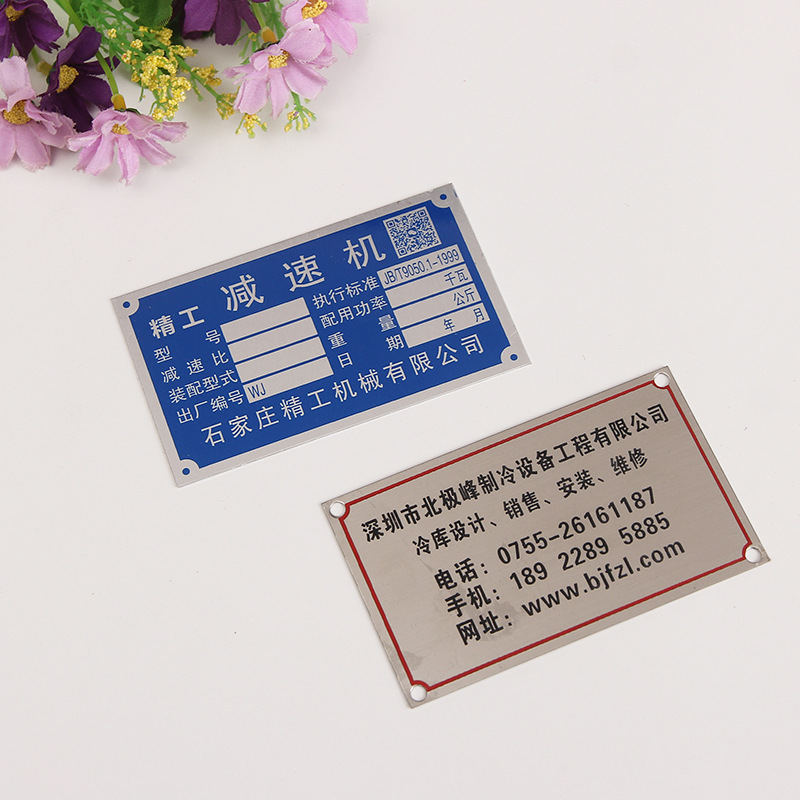 精工 减速机
型号 执行标准 JB/T9050.1-1999
减速比 配用功率 千瓦
装配型式 重量 公斤
出厂编号 WJ 日期 年 月
石家庄精工机械有限公司
深圳市北极峰制冷设备工程有限公司
冷库设计、销售、安装、维修
电话：0755-26161187
手机：189 2289 5885
网址：www.bjfzl.com